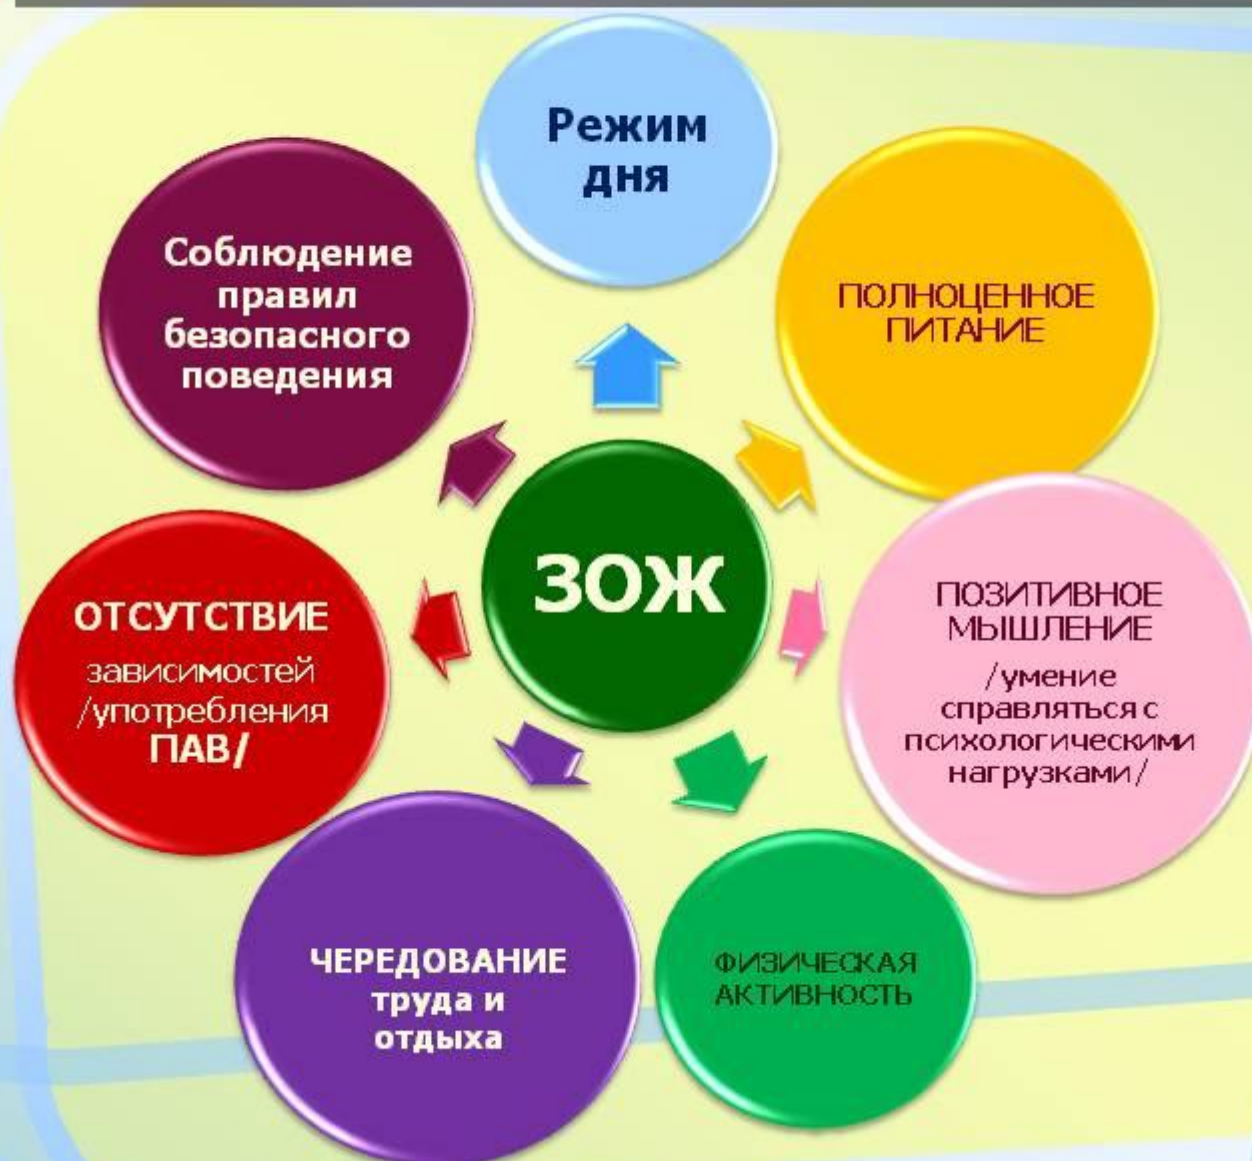 Режим
дня
ПОЛНОЦЕННОЕ
ПИТАНИЕ
ПОЗИТИВНОЕ
МЫШЛЕНИЕ
/умение
справляться с
психологическими
нагрузками/
ФИЗИЧЕСКАЯ
АКТИВНОСТЬ
ЧЕРЕДОВАНИЕ
труда и
отдыха
ОТСУТСТВИЕ
зависимостей
/употребления
ПАВ/
Соблюдение
правил
безопасного
поведения
ЗОЖ